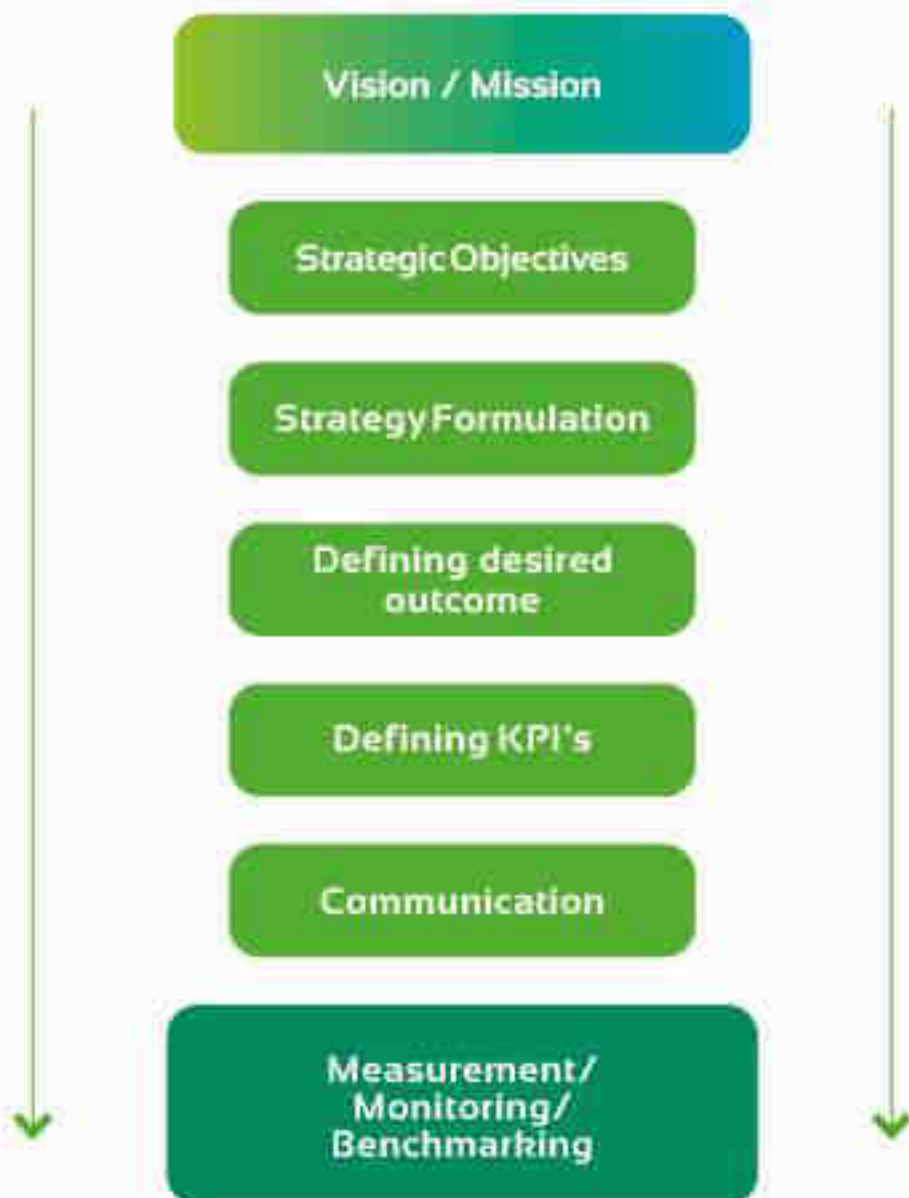 Vision / Mission
Strategic Objectives
Strategy Formulation
Defining desired
outcome
Defining KPI's
Communication
Measurement/
Monitoring/
Benchmarking